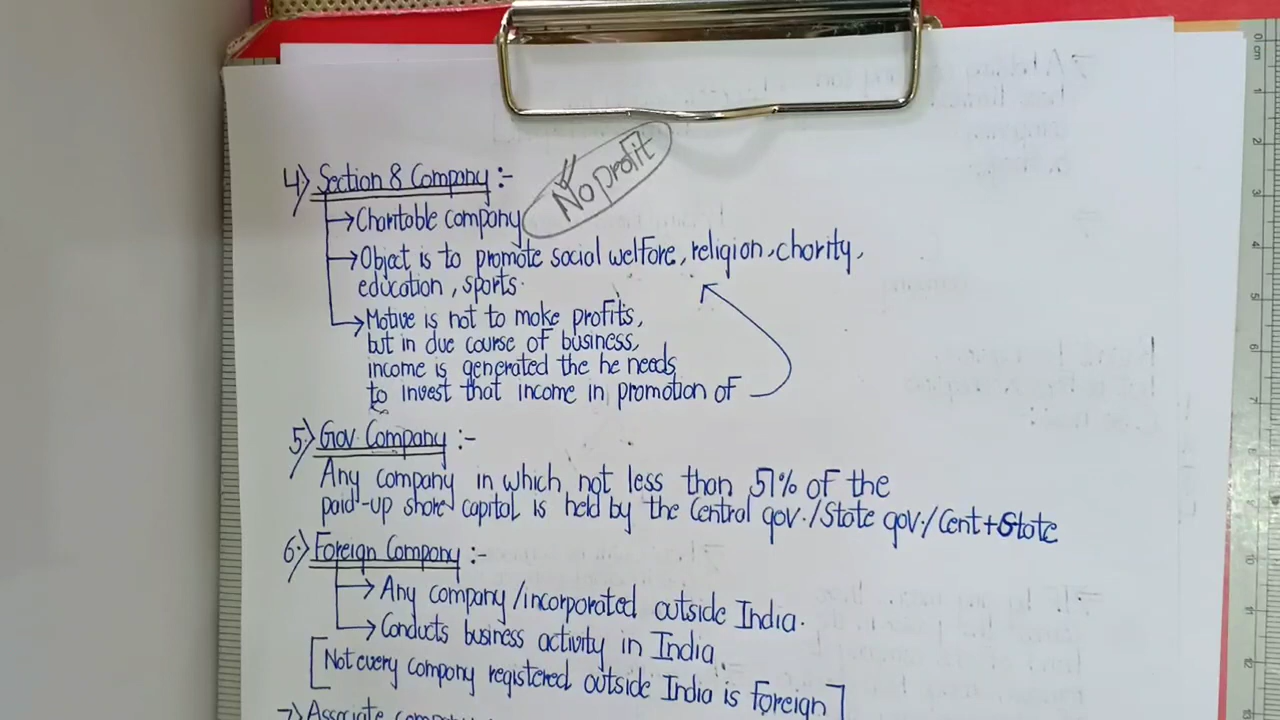 No profit
4) Section 8 Company :-
→ Charitable company
→ Object is to promote social welfare, religion, charity,
education, sports.
→ Motive is not to make profits,
but in due course of business,
income is generated the he needs
to invest that income in promotion of
5) Gov. Company :-
Any company in which not less than 51% of the
paid-up share capital is held by the Central gov./State gov./Cent+State
6) Foreign Company :-
→ Any company/incorporated outside India.
→ Conducts business activity in India.
[Not every company registered outside India is foreign]
7) Associate company